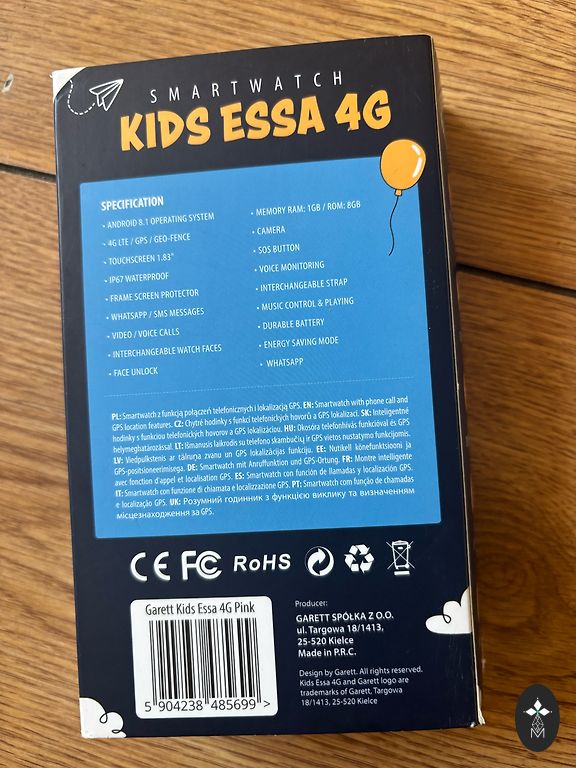 SMARTWATCH
KIDS ESSA 4G
SPECIFICATION
• ANDROID 8.1 OPERATING SYSTEM
• 4G LTE / GPS / GEO-FENCE
• TOUCHSCREEN 1.83"
• IP67 WATERPROOF
• FRAME SCREEN PROTECTOR
• WHATSAPP / SMS MESSAGES
• VIDEO / VOICE CALLS
• INTERCHANGEABLE WATCH FACES
• FACE UNLOCK
• MEMORY RAM: 1GB / ROM: 8GB
• CAMERA
• SOS BUTTON
• VOICE MONITORING
• INTERCHANGEABLE STRAP
• MUSIC CONTROL & PLAYING
• DURABLE BATTERY
• ENERGY SAVING MODE
• WHATSAPP
PL: Smartwatch z funkcją połączeń telefonicznych i lokalizacją GPS. EN: Smartwatch with phone call and
GPS location features. CZ: Chytré hodinky s funkcí telefonických hovorů a GPS lokalizací. SK: Inteligentné
hodinky s funkciou telefonických hovorov a GPS lokalizáciou. HU: Okosóra telefonhívás funkcióval és GPS
helymeghatározással. LT: Išmanusis laikrodis su telefono skambučių ir GPS vietos nustatymo funkcijomis.
LV: Viedpulkstenis ar tālruņa zvanu un GPS lokalizācijas funkciju. EE: Nutikell kõnefunktsiooni ja
GPS-positsioneerimisega. DE: Smartwatch mit Anruffunktion und GPS-Ortung. FR: Montre intelligente
avec fonction d'appel et localisation GPS. ES: Smartwatch con función de llamadas y localización GPS.
IT: Smartwatch con funzione di chiamata e localizzazione GPS. PT: Smartwatch com função de chamadas
e localização GPS. UK: Розумний годинник з функцією виклику та визначенням
місцезнаходження за GPS.
CE FC RoHS
Garett Kids Essa 4G Pink
5 904238 485699 >
Producer:
GARETT SPÓŁKA Z O.O.
ul. Targowa 18/1413,
25-520 Kielce
Made in P.R.C.
Design by Garett. All rights reserved.
Kids Essa 4G and Garett logo are
trademarks of Garett, Targowa
18/1413, 25-520 Kielce
M